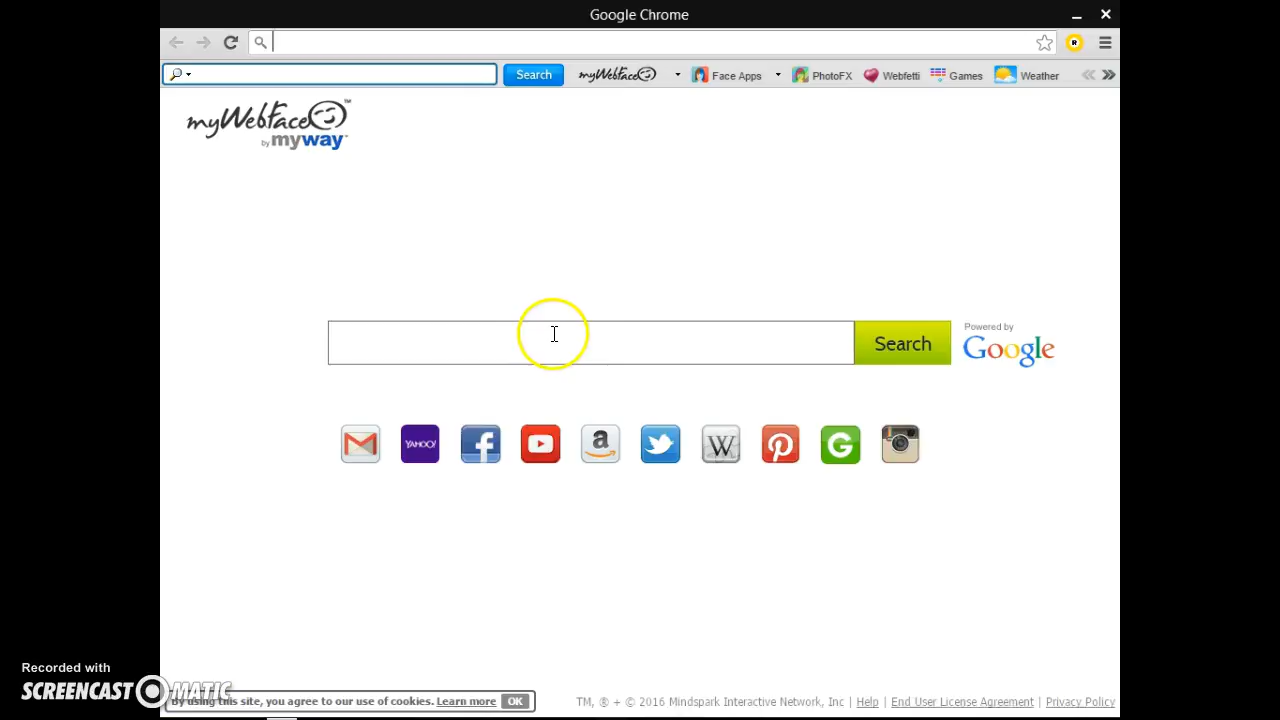 Google Chrome
R
Search myWebFace Face Apps PhotoFX Webfetti Games Weather
myWebFace™
by myway
Search
Powered by
Google
YAHOO! f a W G
Recorded with
SCREENCAST MATIC
By using this site, you agree to our use of cookies. Learn more OK
TM, ® + © 2016 Mindspark Interactive Network, Inc | Help | End User License Agreement | Privacy Policy